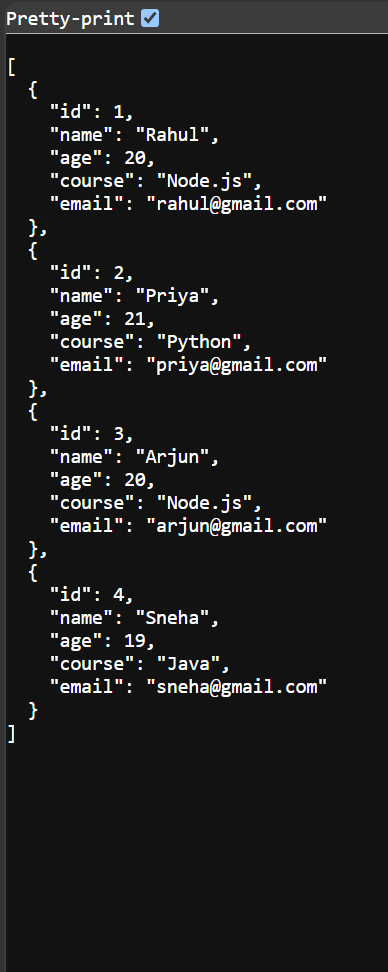 Pretty-print
[
  {
    "id": 1,
    "name": "Rahul",
    "age": 20,
    "course": "Node.js",
    "email": "rahul@gmail.com"
  },
  {
    "id": 2,
    "name": "Priya",
    "age": 21,
    "course": "Python",
    "email": "priya@gmail.com"
  },
  {
    "id": 3,
    "name": "Arjun",
    "age": 20,
    "course": "Node.js",
    "email": "arjun@gmail.com"
  },
  {
    "id": 4,
    "name": "Sneha",
    "age": 19,
    "course": "Java",
    "email": "sneha@gmail.com"
  }
]